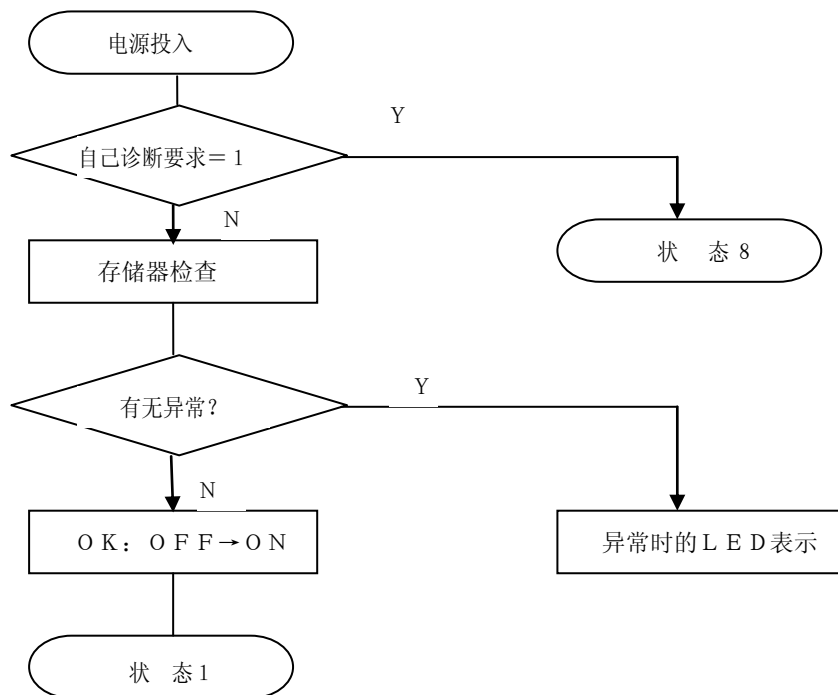 电源投入
Y
自己诊断要求＝１
N
状　态８
存储器检查
Y
有无异常？
N
ＯＫ：ＯＦＦ→ＯＮ
异常时的ＬＥＤ表示
状　态１